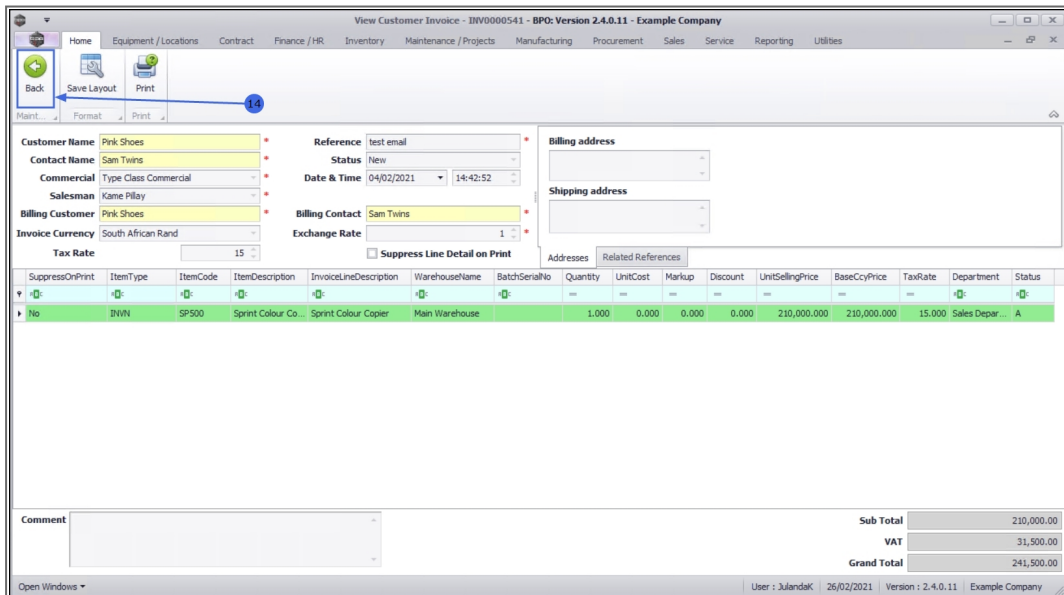 View Customer Invoice - INV0000541 - BPO: Version 2.4.0.11 - Example Company
Home Equipment / Locations Contract Finance / HR Inventory Maintenance / Projects Manufacturing Procurement Sales Service Reporting Utilities
Back Save Layout Print
14
Maint... Format Print
Customer Name Pink Shoes * Reference test email * Billing address
Contact Name Sam Twins * Status New
Commercial Type Class Commercial * Date & Time 04/02/2021 14:42:52
Salesman Kame Pillay * Shipping address
Billing Customer Pink Shoes * Billing Contact Sam Twins *
Invoice Currency South African Rand Exchange Rate 1 *
Tax Rate 15 Suppress Line Detail on Print Addresses Related References
SuppressOnPrint ItemType ItemCode ItemDescription InvoiceLineDescription WarehouseName BatchSerialNo Quantity UnitCost Markup Discount UnitSellingPrice BaseCcyPrice TaxRate Department Status
No INVN SP500 Sprint Colour Co... Sprint Colour Copier Main Warehouse 1.000 0.000 0.000 0.000 210,000.000 210,000.000 15.000 Sales Depar... A
Comment Sub Total 210,000.00
VAT 31,500.00
Grand Total 241,500.00
Open Windows User : JulandaK 26/02/2021 Version : 2.4.0.11 Example Company